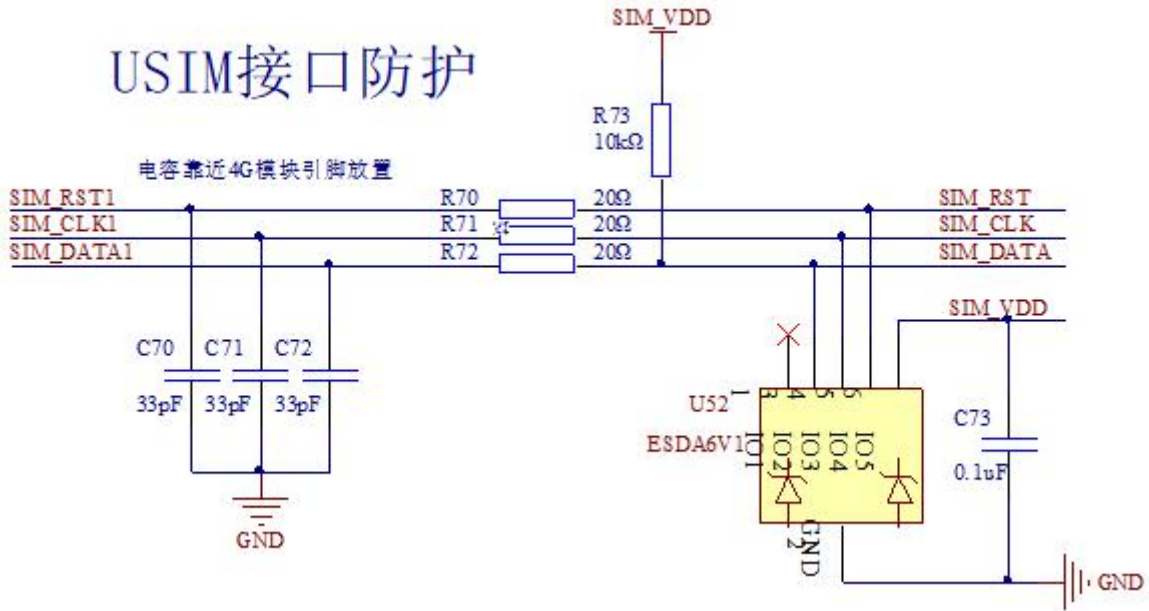 SIM_VDD
USIM接口防护
R73
10kΩ
电容靠近4G模块引脚放置
SIM_RST1 R70 20Ω SIM_RST
SIM_CLK1 R71 20Ω SIM_CLK
SIM_DATA1 R72 20Ω SIM_DATA
SIM_VDD
C70 C71 C72
33pF 33pF 33pF
U52
1 3 4 5 6
ESDA6V1
IO1 IO2 IO3 IO4 IO5
C73
0.1uF
GND
2
GND
GND